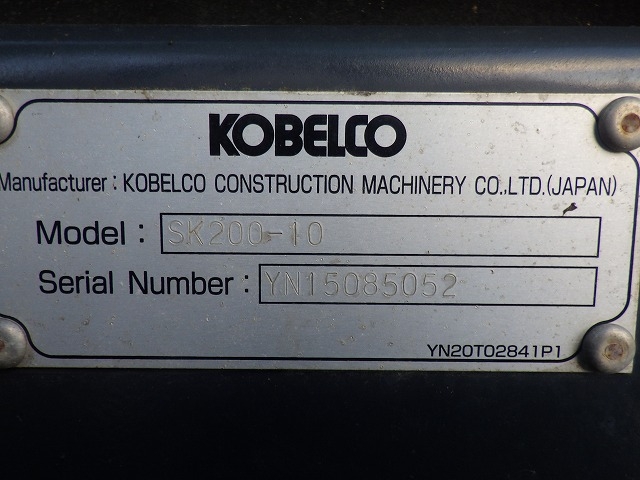 KOBELCO
Manufacturer : KOBELCO CONSTRUCTION MACHINERY CO.,LTD.(JAPAN)
Model : SK200-10
Serial Number : YN15085052
YN20T02841P1